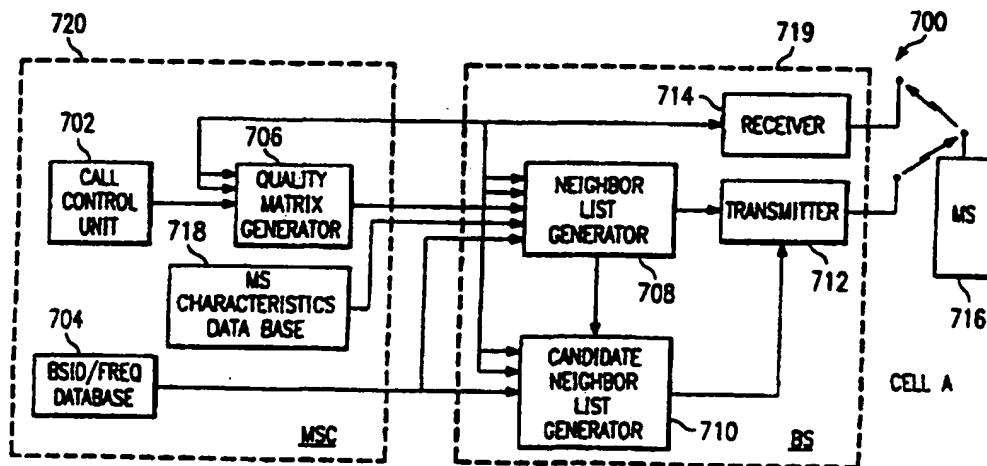 720
719
700
702
CALL
CONTROL
UNIT
706
QUALITY
MATRIX
GENERATOR
714
RECEIVER
NEIGHBOR
LIST
GENERATOR
708
TRANSMITTER
712
MS
716
718
MS
CHARACTERISTICS
DATA BASE
704
BSID/FREQ
DATABASE
MSC
CANDIDATE
NEIGHBOR
LIST
GENERATOR
710
BS
CELL A